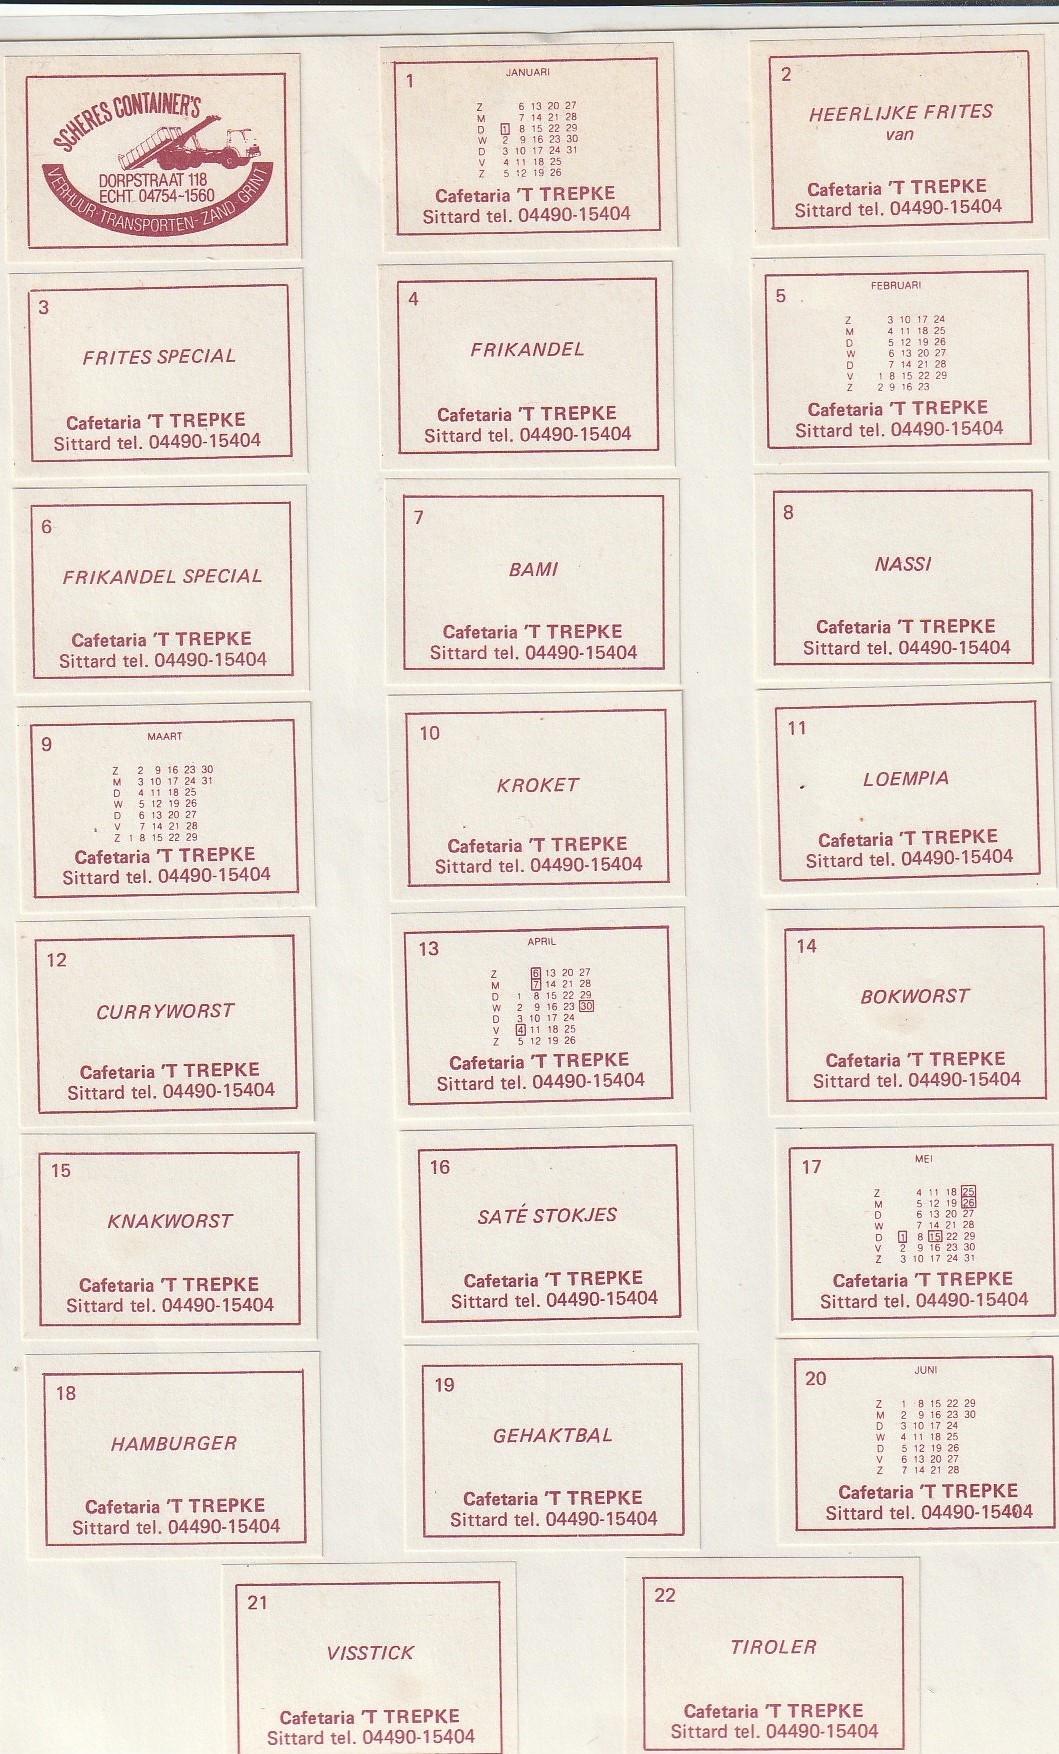 SCHERES CONTAINER'S
DORPSTRAAT 118
ECHT 04754-1560
VERHUUR-TRANSPORTEN-ZAND-GRINT
1
JANUARI
Z 6 13 20 27
M 7 14 21 28
D 1 8 15 22 29
W 2 9 16 23 30
D 3 10 17 24 31
V 4 11 18 25
Z 5 12 19 26
Cafetaria 'T TREPKE
Sittard tel. 04490-15404
2
HEERLIJKE FRITES
van
Cafetaria 'T TREPKE
Sittard tel. 04490-15404
3
FRITES SPECIAL
Cafetaria 'T TREPKE
Sittard tel. 04490-15404
4
FRIKANDEL
Cafetaria 'T TREPKE
Sittard tel. 04490-15404
5
FEBRUARI
Z 3 10 17 24
M 4 11 18 25
D 5 12 19 26
W 6 13 20 27
D 7 14 21 28
V 1 8 15 22 29
Z 2 9 16 23
Cafetaria 'T TREPKE
Sittard tel. 04490-15404
6
FRIKANDEL SPECIAL
Cafetaria 'T TREPKE
Sittard tel. 04490-15404
7
BAMI
Cafetaria 'T TREPKE
Sittard tel. 04490-15404
8
NASSI
Cafetaria 'T TREPKE
Sittard tel. 04490-15404
9
MAART
Z 2 9 16 23 30
M 3 10 17 24 31
D 4 11 18 25
W 5 12 19 26
D 6 13 20 27
V 7 14 21 28
Z 1 8 15 22 29
Cafetaria 'T TREPKE
Sittard tel. 04490-15404
10
KROKET
Cafetaria 'T TREPKE
Sittard tel. 04490-15404
11
LOEMPIA
Cafetaria 'T TREPKE
Sittard tel. 04490-15404
12
CURRYWORST
Cafetaria 'T TREPKE
Sittard tel. 04490-15404
13
APRIL
Z 6 13 20 27
M 7 14 21 28
D 1 8 15 22 29
W 2 9 16 23 30
D 3 10 17 24
V 4 11 18 25
Z 5 12 19 26
Cafetaria 'T TREPKE
Sittard tel. 04490-15404
14
BOKWORST
Cafetaria 'T TREPKE
Sittard tel. 04490-15404
15
KNAKWORST
Cafetaria 'T TREPKE
Sittard tel. 04490-15404
16
SATÉ STOKJES
Cafetaria 'T TREPKE
Sittard tel. 04490-15404
17
MEI
Z 4 11 18 25
M 5 12 19 26
D 6 13 20 27
W 7 14 21 28
D 1 8 15 22 29
V 2 9 16 23 30
Z 3 10 17 24 31
Cafetaria 'T TREPKE
Sittard tel. 04490-15404
18
HAMBURGER
Cafetaria 'T TREPKE
Sittard tel. 04490-15404
19
GEHAKTBAL
Cafetaria 'T TREPKE
Sittard tel. 04490-15404
20
JUNI
Z 1 8 15 22 29
M 2 9 16 23 30
D 3 10 17 24
W 4 11 18 25
D 5 12 19 26
V 6 13 20 27
Z 7 14 21 28
Cafetaria 'T TREPKE
Sittard tel. 04490-15404
21
VISSTICK
Cafetaria 'T TREPKE
Sittard tel. 04490-15404
22
TIROLER
Cafetaria 'T TREPKE
Sittard tel. 04490-15404